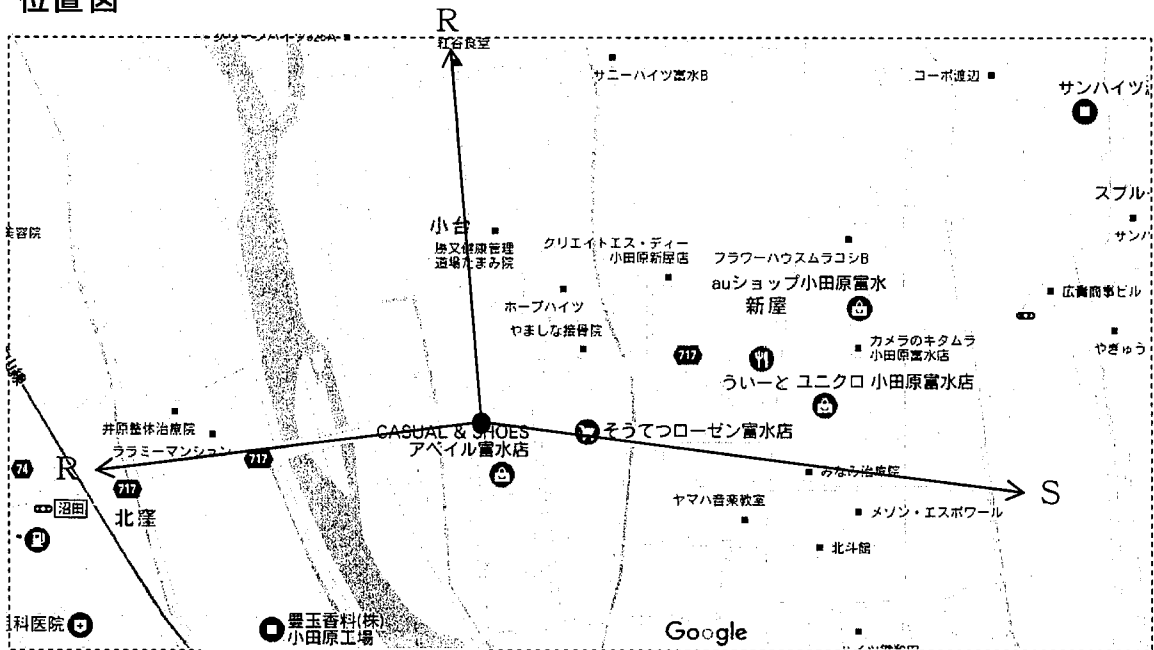 位置図
R
紅谷食堂
サニーハイツ富水B
コーポ渡辺
サンハイツ
スプル
美容院
小台
勝又健康管理
道場たまみ院
クリエイトエス・ディー
小田原新屋店
フラワーハウスムラコシB
サンハ
auショップ小田原富水
新屋
広貴商事ビル
ホープハイツ
やましな接骨院
717
カメラのキタムラ
小田原富水店
やぎゅう
ういーと
ユニクロ 小田原富水店
井原整体治療院
ララミーマンション
CASUAL & SHOES
アベイル富水店
そうてつローゼン富水店
74
R
717
717
みなみ治療院
S
沼田
北窪
ヤマハ音楽教室
メゾン・エスポワール
北斗館
科医院
豊玉香料(株)
小田原工場
Google